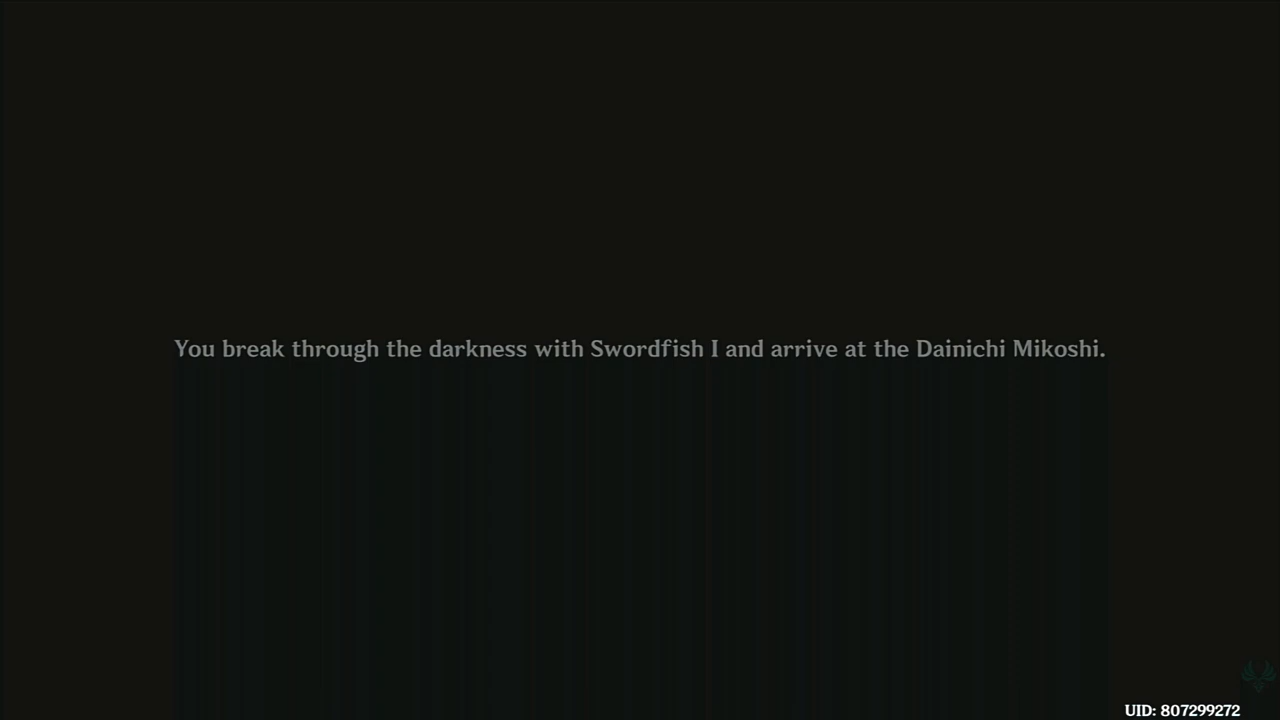 You break through the darkness with Swordfish I and arrive at the Dainichi Mikoshi.
UID: 807299272